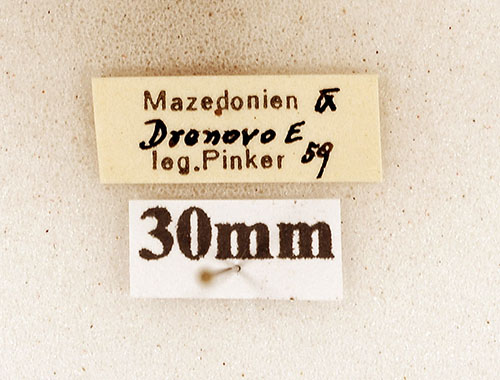 Mazedonien IX
Drenovo E
leg. Pinker 59
30mm